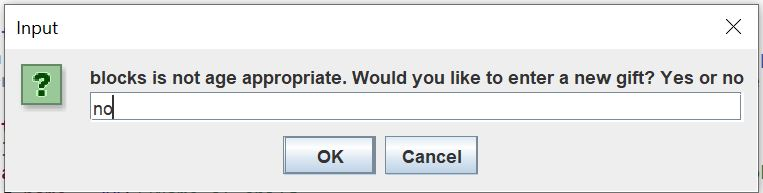 Input
?
blocks is not age appropriate. Would you like to enter a new gift? Yes or no
no
OK Cancel